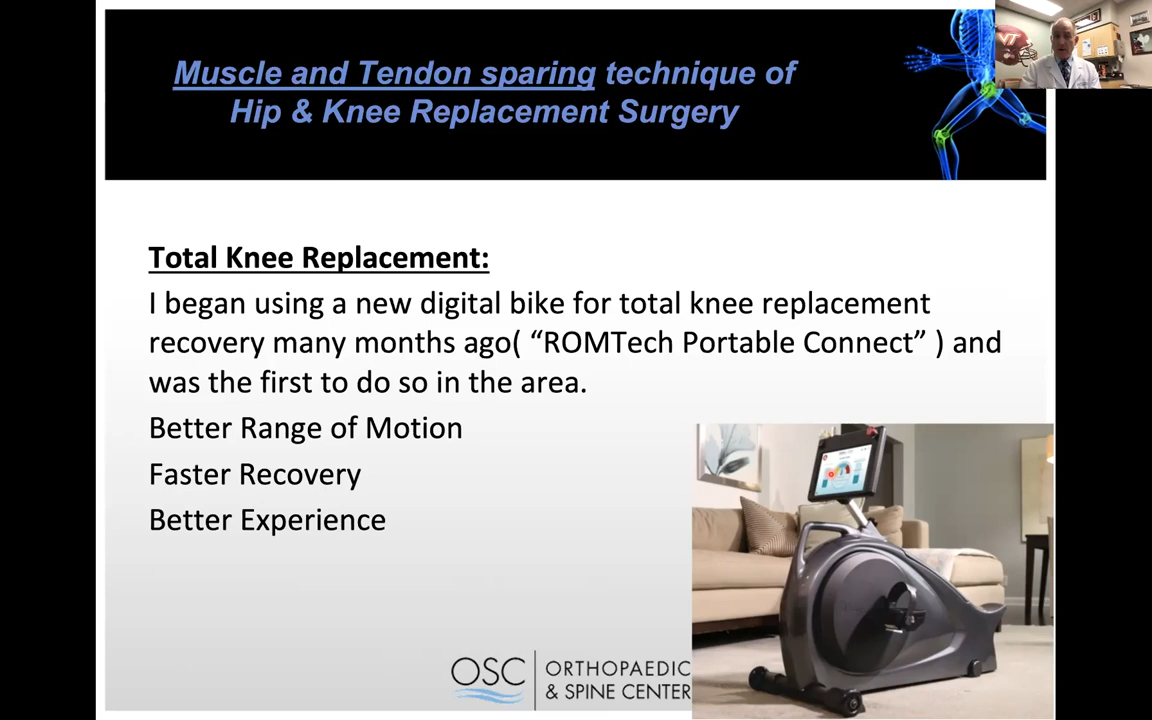 Muscle and Tendon sparing technique of
Hip & Knee Replacement Surgery
VT
Total Knee Replacement:
I began using a new digital bike for total knee replacement
recovery many months ago( “ROMTech Portable Connect” ) and
was the first to do so in the area.
Better Range of Motion
Faster Recovery
Better Experience
OSC
ORTHOPAEDIC
& SPINE CENTER